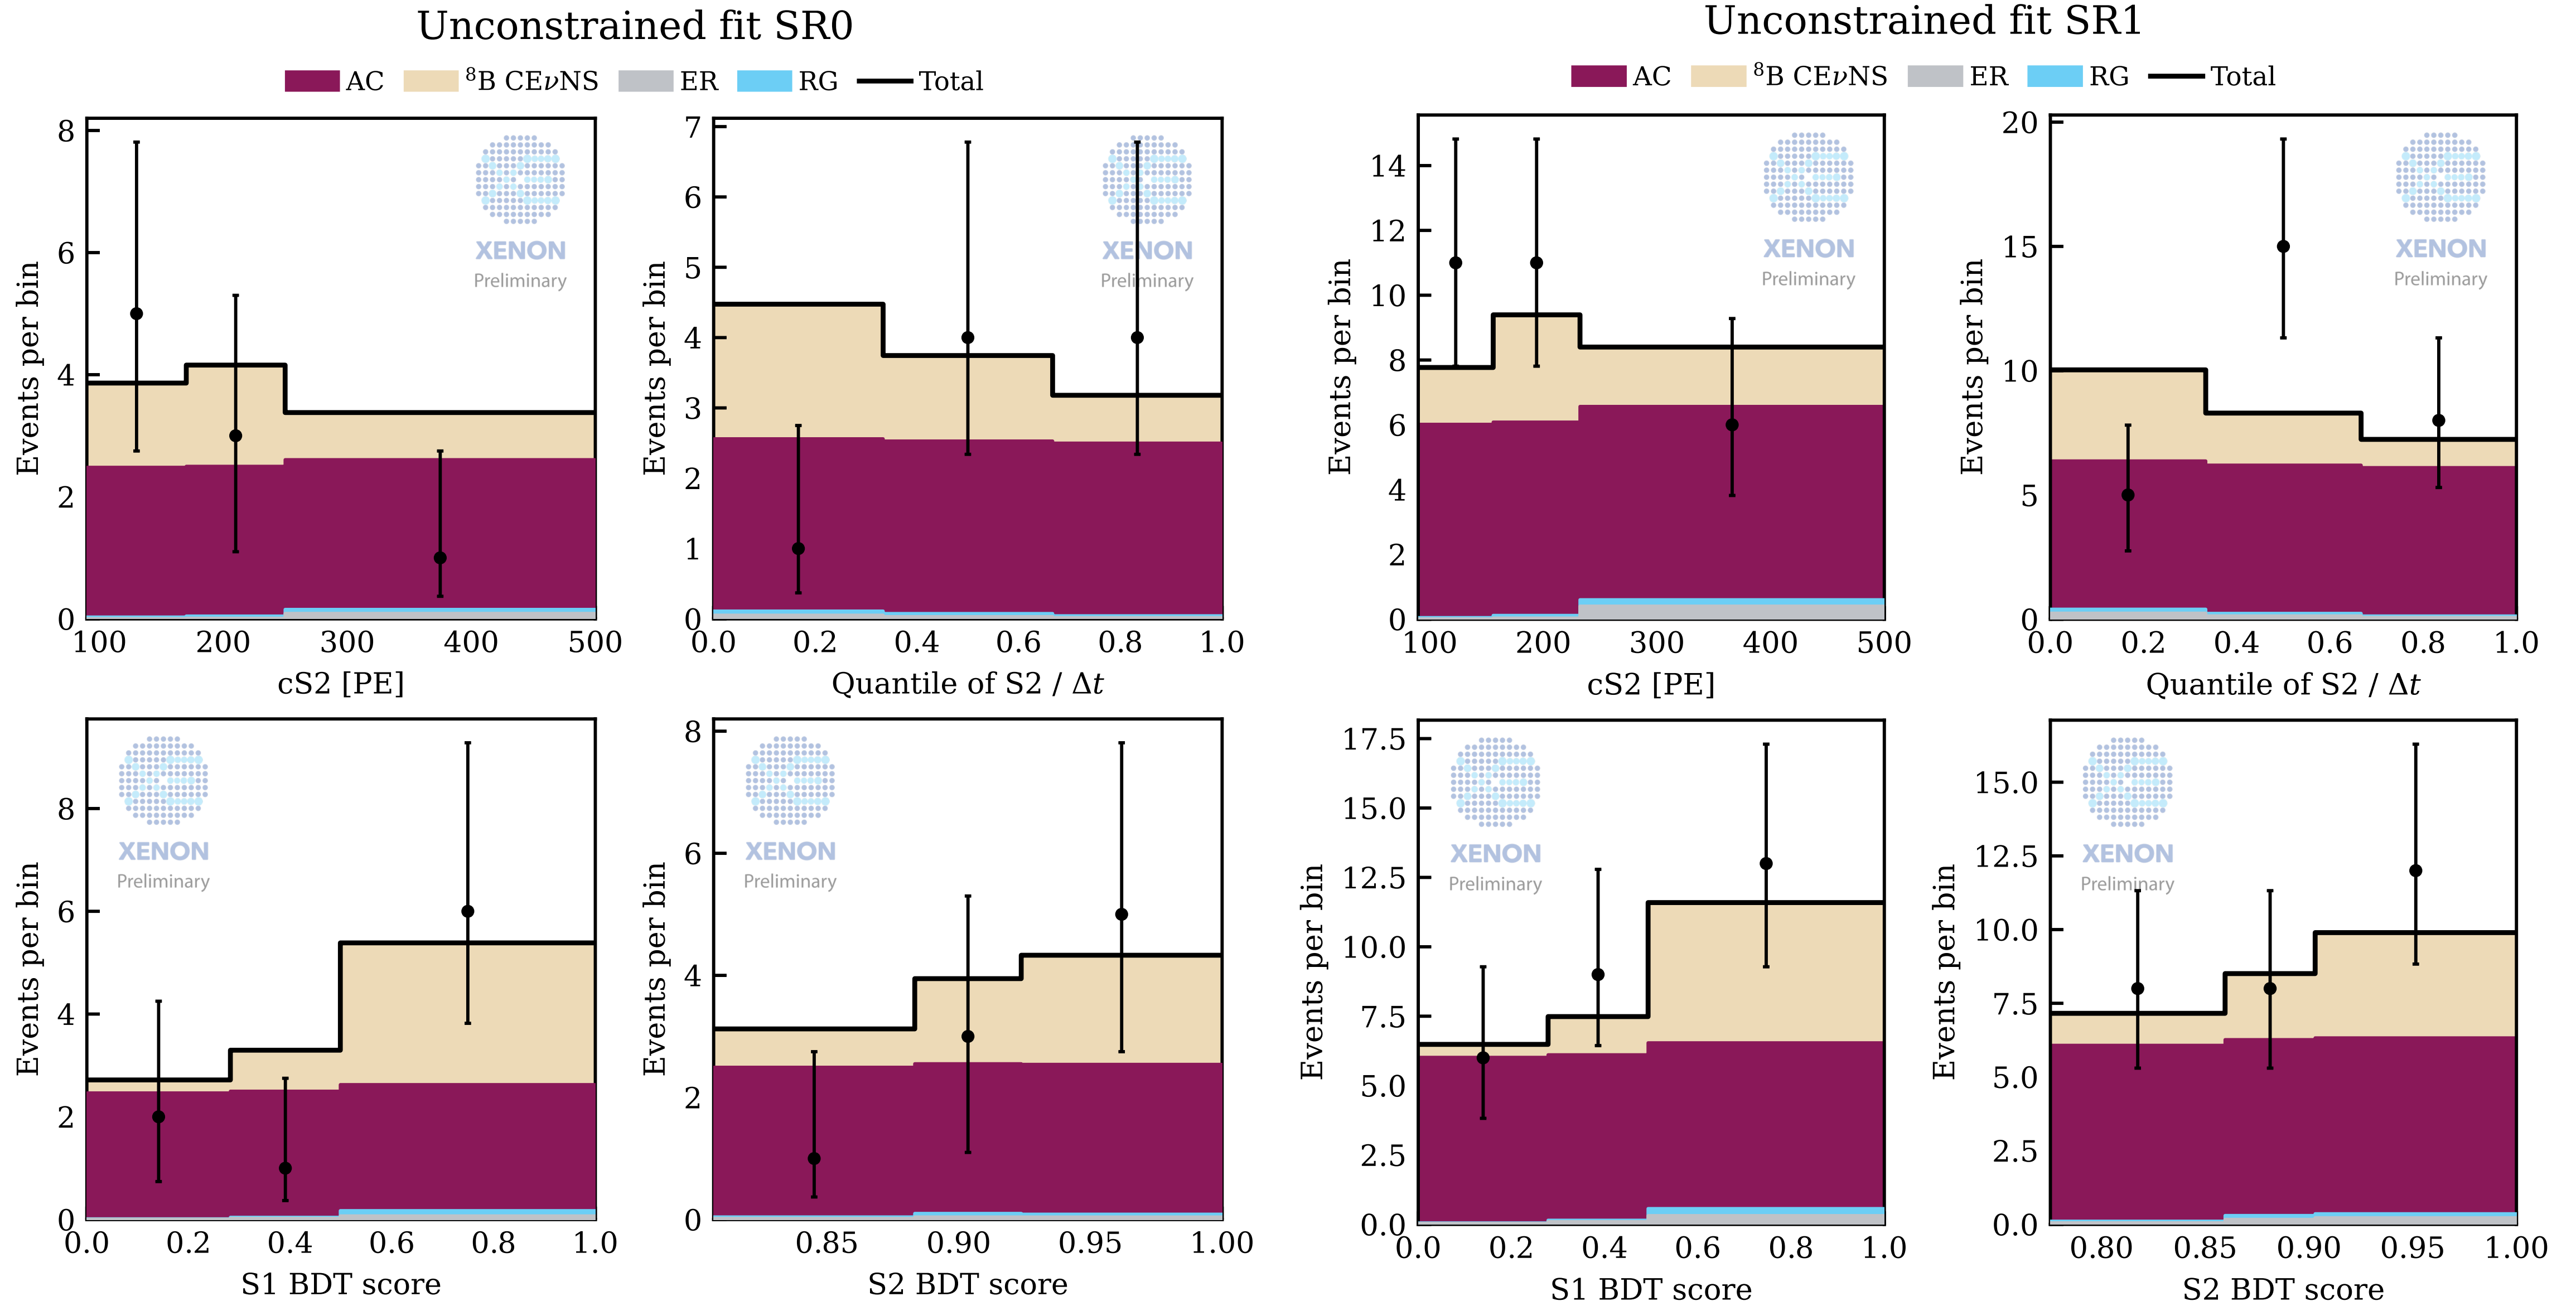 Unconstrained fit SR0
AC ⁸B CEνNS ER RG Total
8
6
4
2
0
Events per bin
100 200 300 400 500
cS2 [PE]
XENON
Preliminary
7
6
5
4
3
2
1
0
Events per bin
0.0 0.2 0.4 0.6 0.8 1.0
Quantile of S2 / Δt
XENON
Preliminary
8
6
4
2
0
Events per bin
0.0 0.2 0.4 0.6 0.8 1.0
S1 BDT score
XENON
Preliminary
8
6
4
2
0
Events per bin
0.85 0.90 0.95 1.00
S2 BDT score
XENON
Preliminary
Unconstrained fit SR1
AC ⁸B CEνNS ER RG Total
14
12
10
8
6
4
2
0
Events per bin
100 200 300 400 500
cS2 [PE]
XENON
Preliminary
20
15
10
5
0
Events per bin
0.0 0.2 0.4 0.6 0.8 1.0
Quantile of S2 / Δt
XENON
Preliminary
17.5
15.0
12.5
10.0
7.5
5.0
2.5
0.0
Events per bin
0.0 0.2 0.4 0.6 0.8 1.0
S1 BDT score
XENON
Preliminary
15.0
12.5
10.0
7.5
5.0
2.5
0.0
Events per bin
0.80 0.85 0.90 0.95 1.00
S2 BDT score
XENON
Preliminary